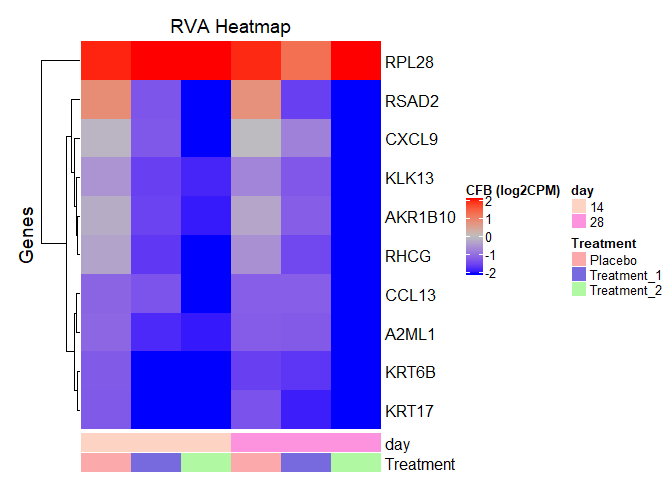 RVA Heatmap
Genes
RPL28
RSAD2
CXCL9
KLK13
AKR1B10
RHCG
CCL13
A2ML1
KRT6B
KRT17
day
Treatment
CFB (log2CPM)
2
1
0
-1
-2
day
14
28
Treatment
Placebo
Treatment_1
Treatment_2